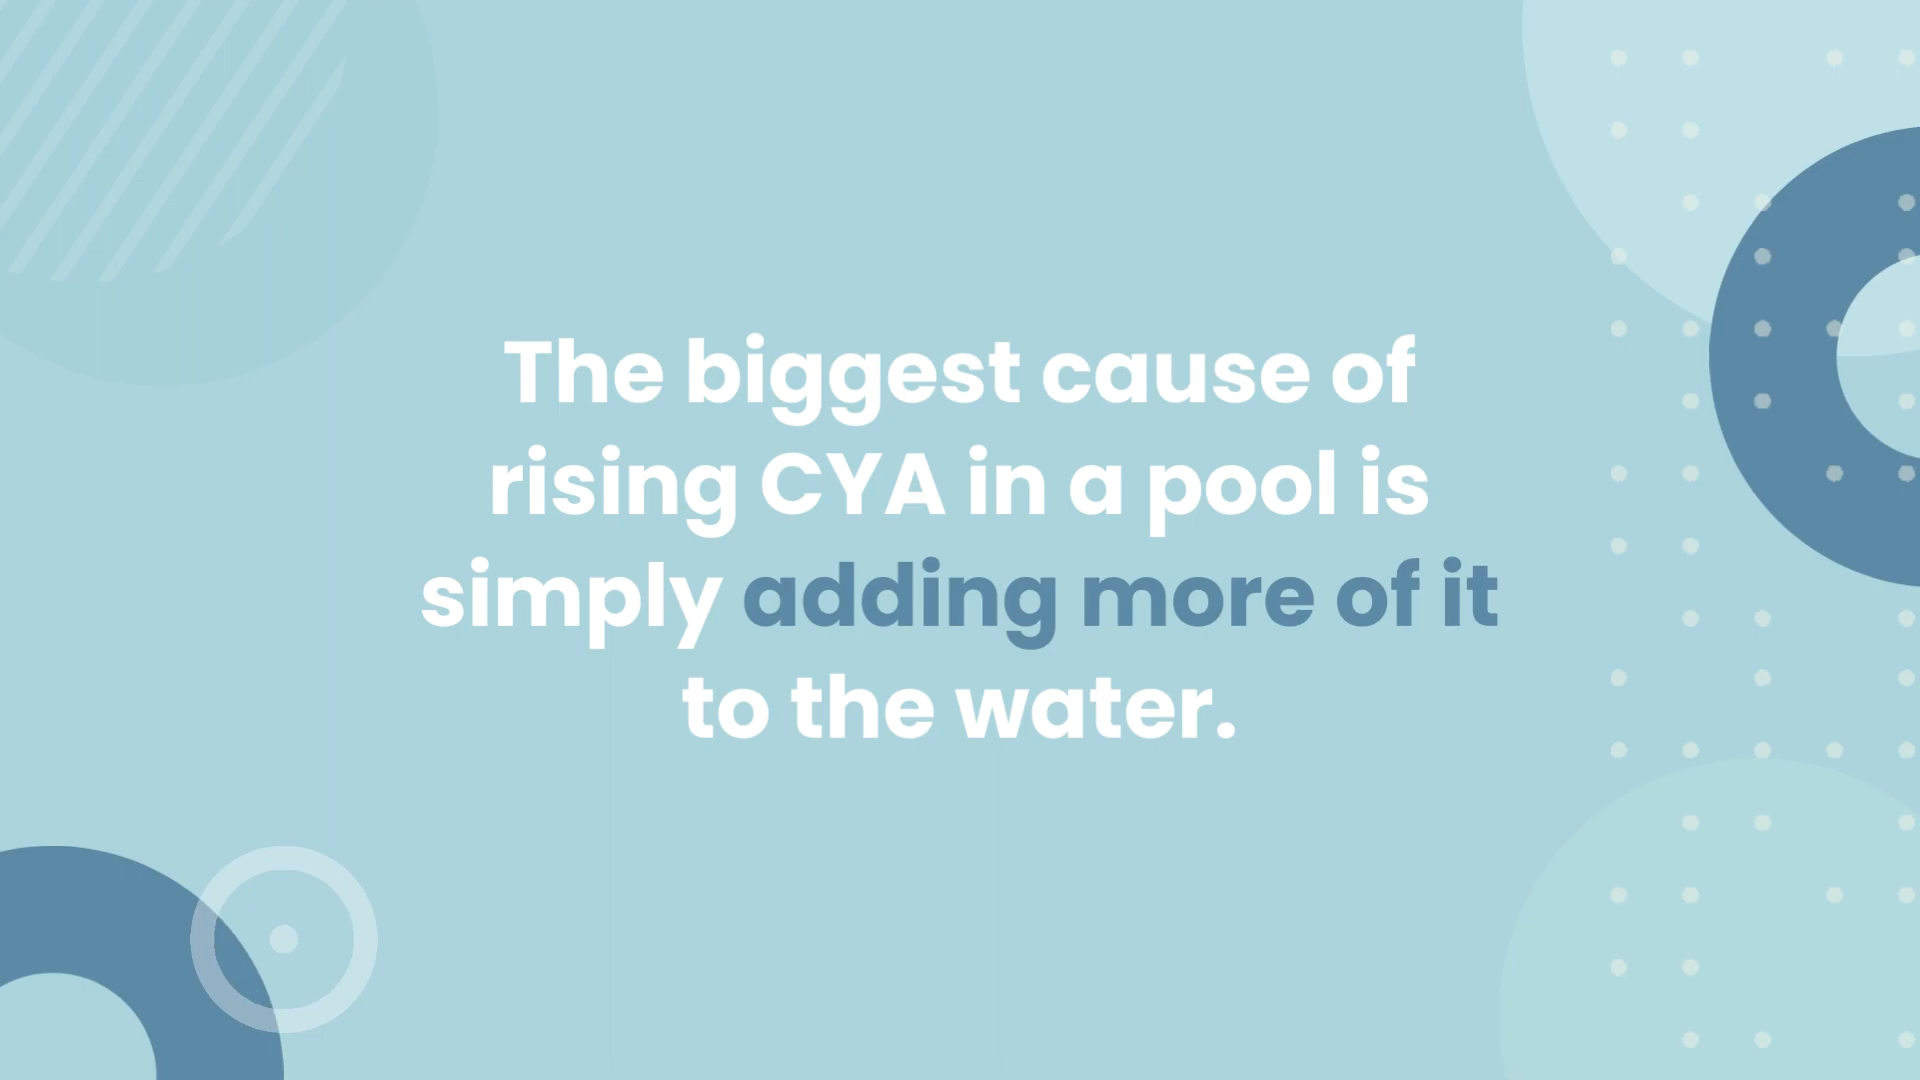 The biggest cause of
rising CYA in a pool is
simply adding more of it
to the water.